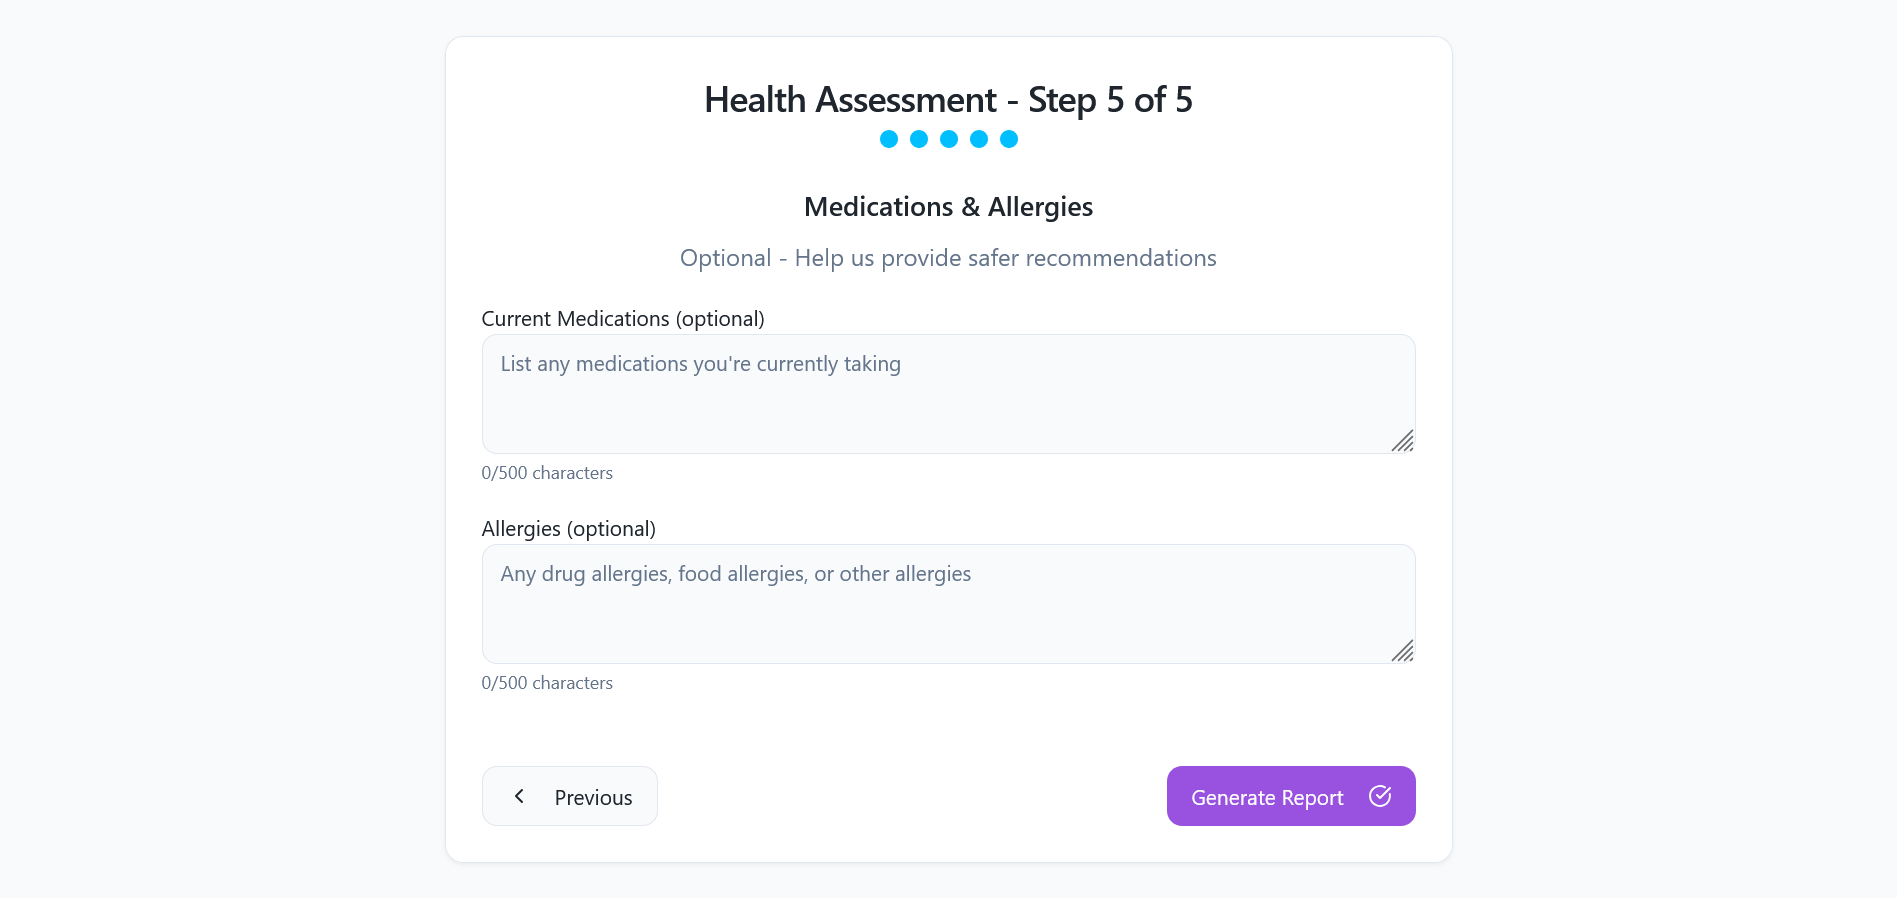 Health Assessment - Step 5 of 5
Medications & Allergies
Optional - Help us provide safer recommendations
Current Medications (optional)
List any medications you're currently taking
0/500 characters
Allergies (optional)
Any drug allergies, food allergies, or other allergies
0/500 characters
Previous
Generate Report